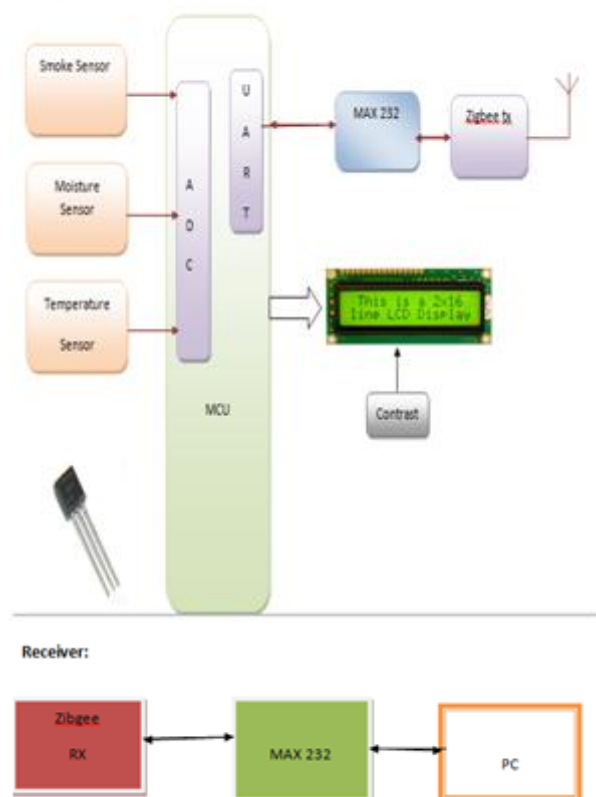 Smoke Sensor
Moisture
Sensor
Temperature
Sensor
A
D
C
U
A
R
T
MCU
MAX 232
Zigbee tx
This is a 2x16
line LCD Display
Contrast
Receiver:
Zibgee
RX
MAX 232
PC